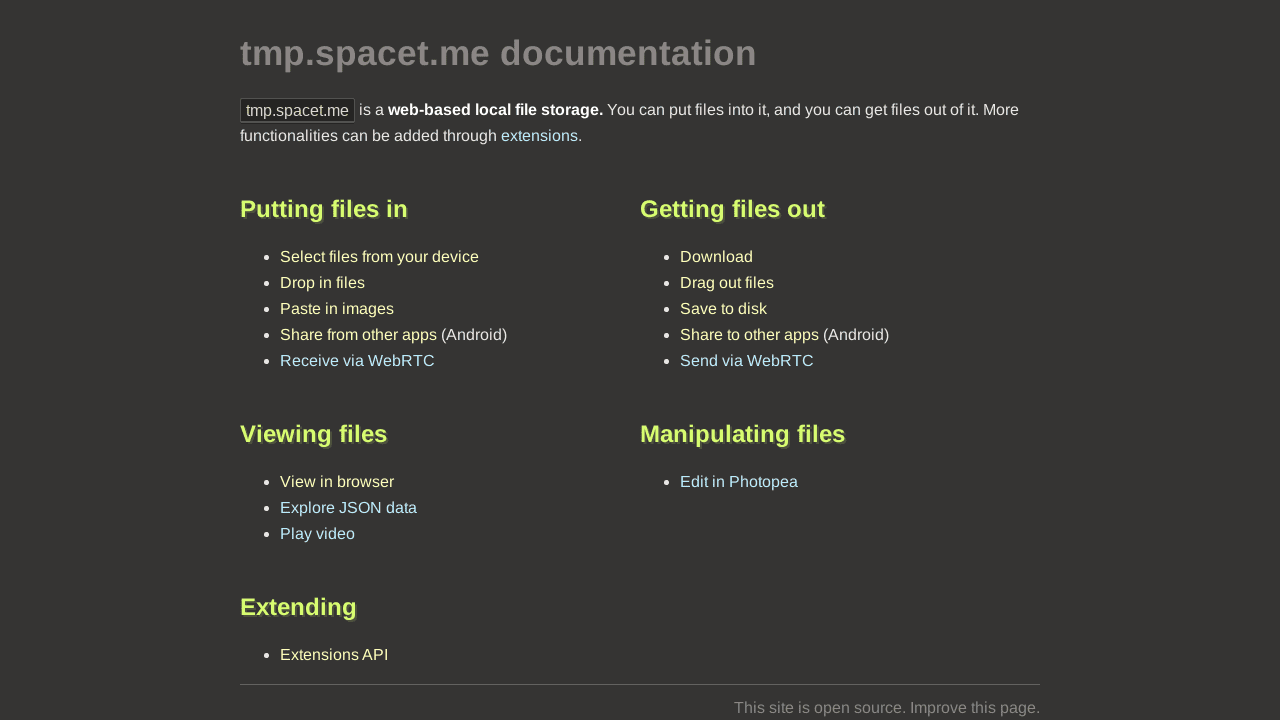 tmp.spacet.me documentation
tmp.spacet.me is a web-based local file storage. You can put files into it, and you can get files out of it. More
functionalities can be added through extensions.
Putting files in
Select files from your device
Drop in files
Paste in images
Share from other apps (Android)
Receive via WebRTC
Getting files out
Download
Drag out files
Save to disk
Share to other apps (Android)
Send via WebRTC
Viewing files
View in browser
Explore JSON data
Play video
Manipulating files
Edit in Photopea
Extending
Extensions API
This site is open source. Improve this page.